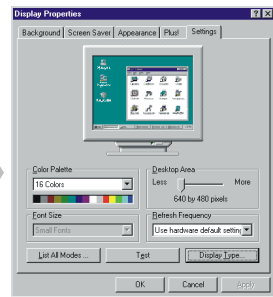 Display Properties
Background Screen Saver Appearance Plus! Settings
Color Palette
16 Colors
Desktop Area
Less More
640 by 480 pixels
Font Size
Small Fonts
Refresh Frequency
Use hardware default setting
List All Modes ... Test Display Type...
OK Cancel Apply